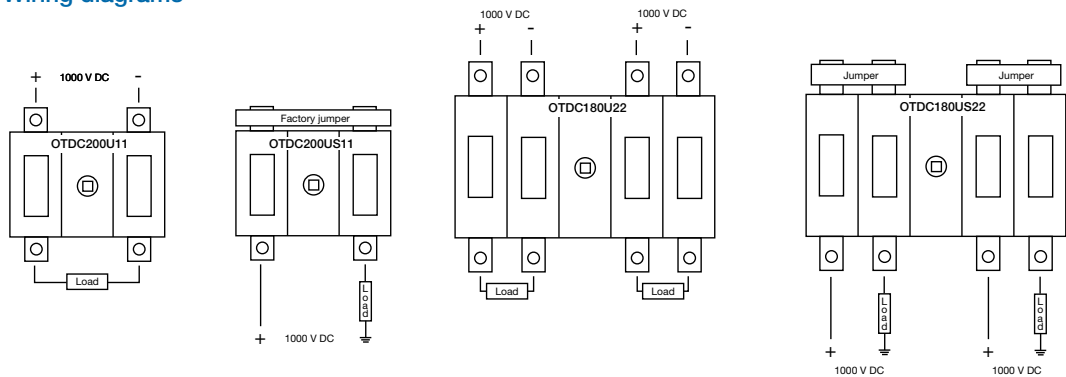 Wiring diagrams
+ 1000 V DC -
OTDC200U11
Load
Factory jumper
OTDC200US11
Load
+ 1000 V DC
1000 V DC 1000 V DC
+ - + -
OTDC180U22
Load Load
Jumper Jumper
OTDC180US22
Load Load
+ +
1000 V DC 1000 V DC